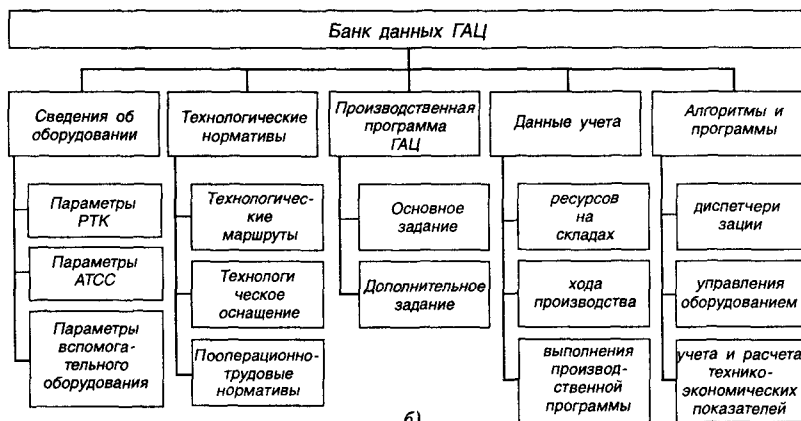 Банк данных ГАЦ
Сведения об
оборудовании
Параметры
РТК
Параметры
АТСС
Параметры
вспомога-
тельного
оборудования
Технологические
нормативы
Технологичес-
кие
маршруты
Технологи
ческое
оснащение
Пооперационно-
трудовые
нормативы
Производственная
программа
ГАЦ
Основное
задание
Дополнительное
задание
Данные учета
ресурсов
на
складах
хода
производства
выполнения
производ-
ственной
программы
Алгоритмы и
программы
диспетчери
зации
управления
оборудованием
учета и расчета
технико-
экономических
показателей
б)